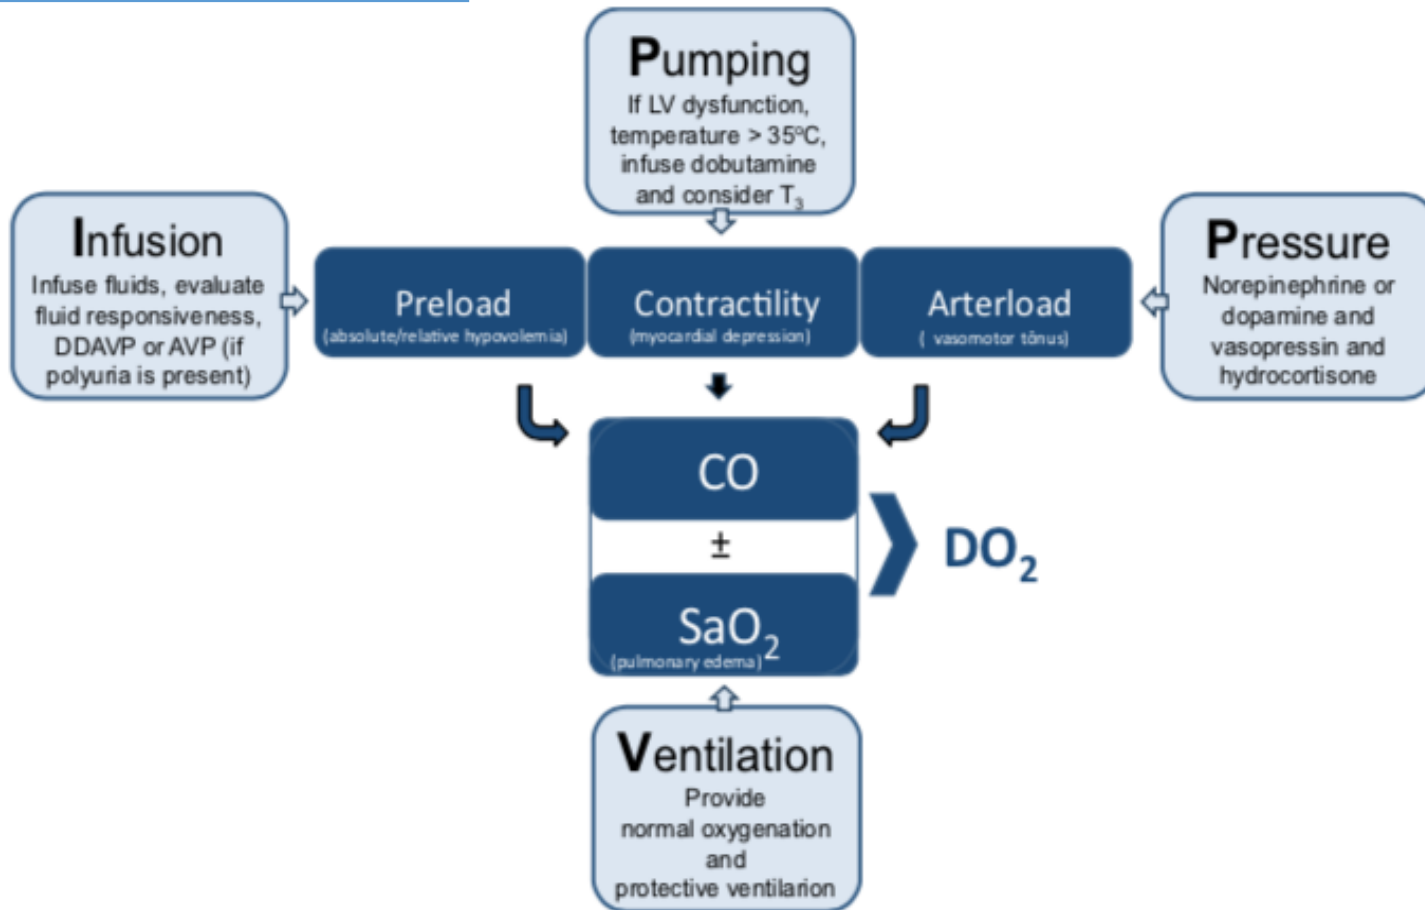 Pumping
If LV dysfunction,
temperature > 35ºC,
infuse dobutamine
and consider T3
Infusion
Infuse fluids, evaluate
fluid responsiveness,
DDAVP or AVP (if
polyuria is present)
Preload
(absolute/relative hypovolemia)
Contractility
(myocardial depression)
Arterload
( vasomotor tõnus)
Pressure
Norepinephrine or
dopamine and
vasopressin and
hydrocortisone
CO
±
SaO2
(pulmonary edema)
DO2
Ventilation
Provide
normal oxygenation
and
protective ventilarion